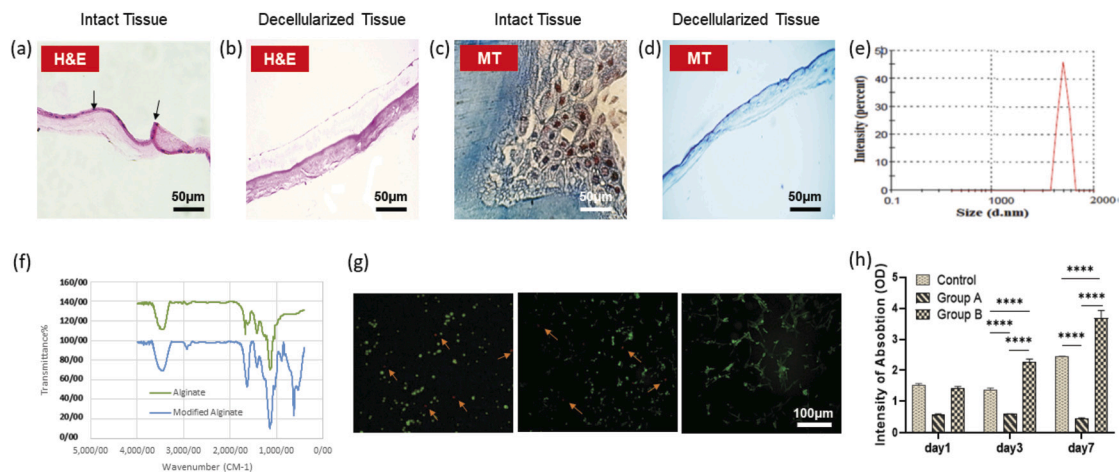 Intact Tissue
Decellularized Tissue
Intact Tissue
Decellularized Tissue
(a)
H&E
50µm
(b)
H&E
50µm
(c)
MT
50µm
(d)
MT
50µm
(e)
Intensity (percent)
50
40
30
20
10
0
0.1
1000
2000
Size (d.nm)
(f)
Transmittance%
160/00
140/00
120/00
100/00
80/00
60/00
40/00
20/00
0/00
Alginate
Modified Alginate
5,000/00
4,000/00
3,000/00
2,000/00
1,000/00
0/00
Wavenumber (CM-1)
(g)
100µm
(h)
Intensity of Absobtion (OD)
5
4
3
2
1
0
Control
Group A
Group B
****
****
****
****
****
****
****
day1
day3
day7